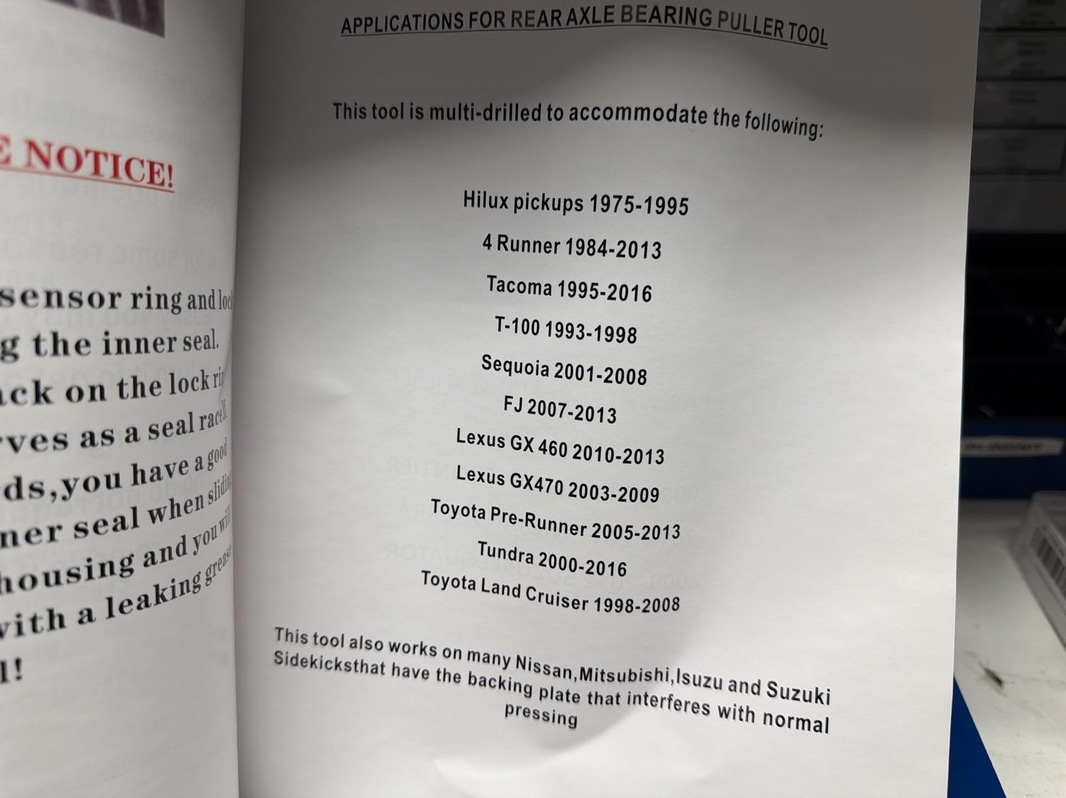 E NOTICE!
sensor ring and
g the inner seal.
ack on the lock
rves as a seal
ds,you have a good
ner seal when
housing and you
with a leaking
l!
APPLICATIONS FOR REAR AXLE BEARING PULLER TOOL
This tool is multi-drilled to accommodate the following:
Hilux pickups 1975-1995
4 Runner 1984-2013
Tacoma 1995-2016
T-100 1993-1998
Sequoia 2001-2008
FJ 2007-2013
Lexus GX 460 2010-2013
Lexus GX470 2003-2009
Toyota Pre-Runner 2005-2013
Tundra 2000-2016
Toyota Land Cruiser 1998-2008
This tool also works on many Nissan,Mitsubishi,Isuzu and Suzuki
Sidekicksthat have the backing plate that interferes with normal
pressing